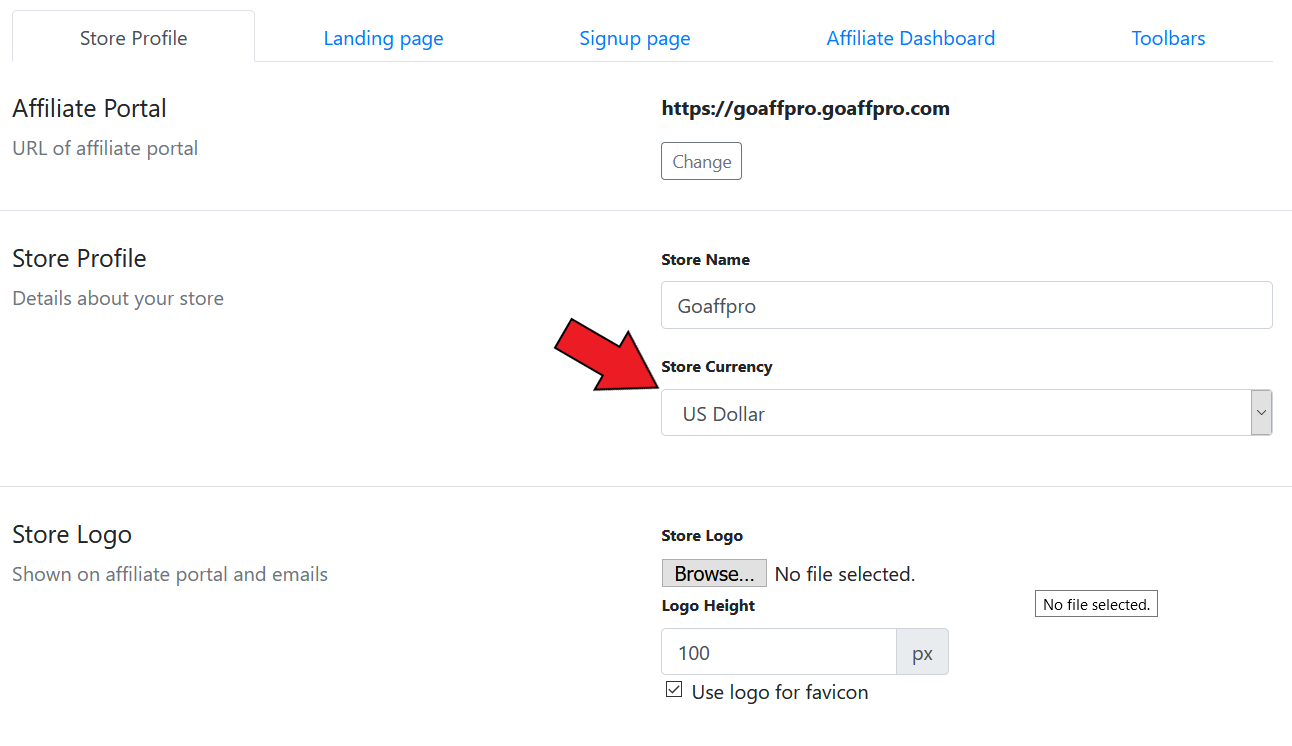 Store Profile
Landing page
Signup page
Affiliate Dashboard
Toolbars
Affiliate Portal
URL of affiliate portal
https://goaffpro.goaffpro.com
Change
Store Profile
Details about your store
Store Name
Goaffpro
Store Currency
US Dollar
Store Logo
Shown on affiliate portal and emails
Store Logo
Browse... No file selected.
No file selected.
Logo Height
100 px
Use logo for favicon